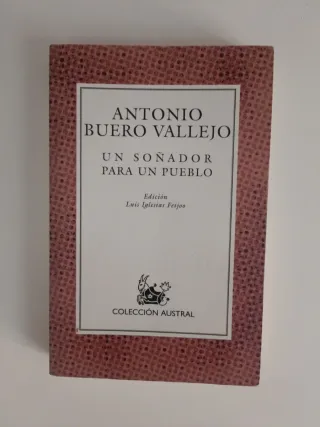 ANTONIO
BUERO VALLEJO
UN SOÑADOR
PARA UN PUEBLO
Edición
Luis Iglesias Feijoo
COLECCIÓN AUSTRAL